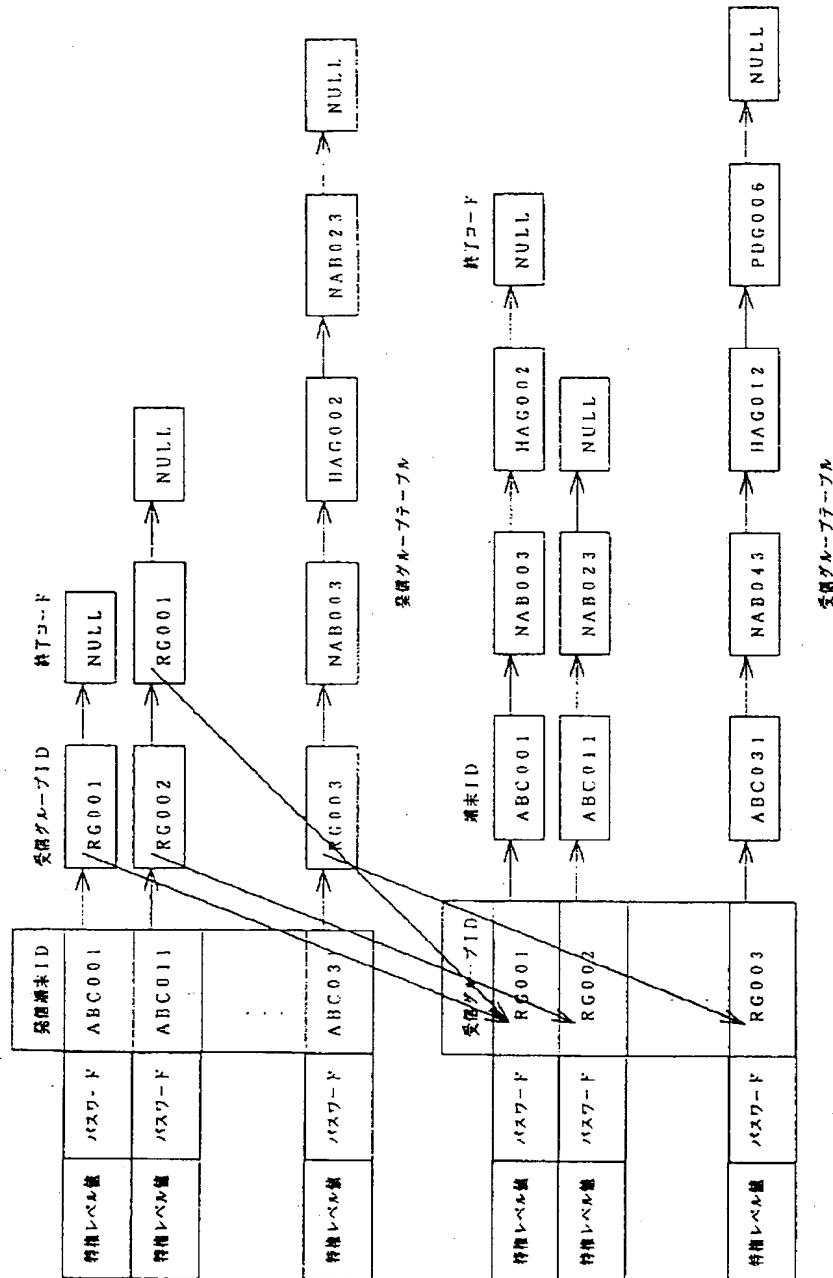 発信端末ID 受信グループID 終了コード
特権レベル値 パスワード ABC001 RG001 NULL
特権レベル値 パスワード ABC011 RG002 RG001 NULL
. . . .
特権レベル値 パスワード ABC031 RG003 NAB003 HAG002 NAB023 NULL
発信グループテーブル
受信グループID 端末ID 終了コード
特権レベル値 パスワード RG001 ABC001 NAB003 HAG002 NULL
特権レベル値 パスワード RG002 ABC011 NAB023 NULL
特権レベル値 パスワード RG003 ABC031 NAB043 HAG012 PDG006 NULL
受信グループテーブル